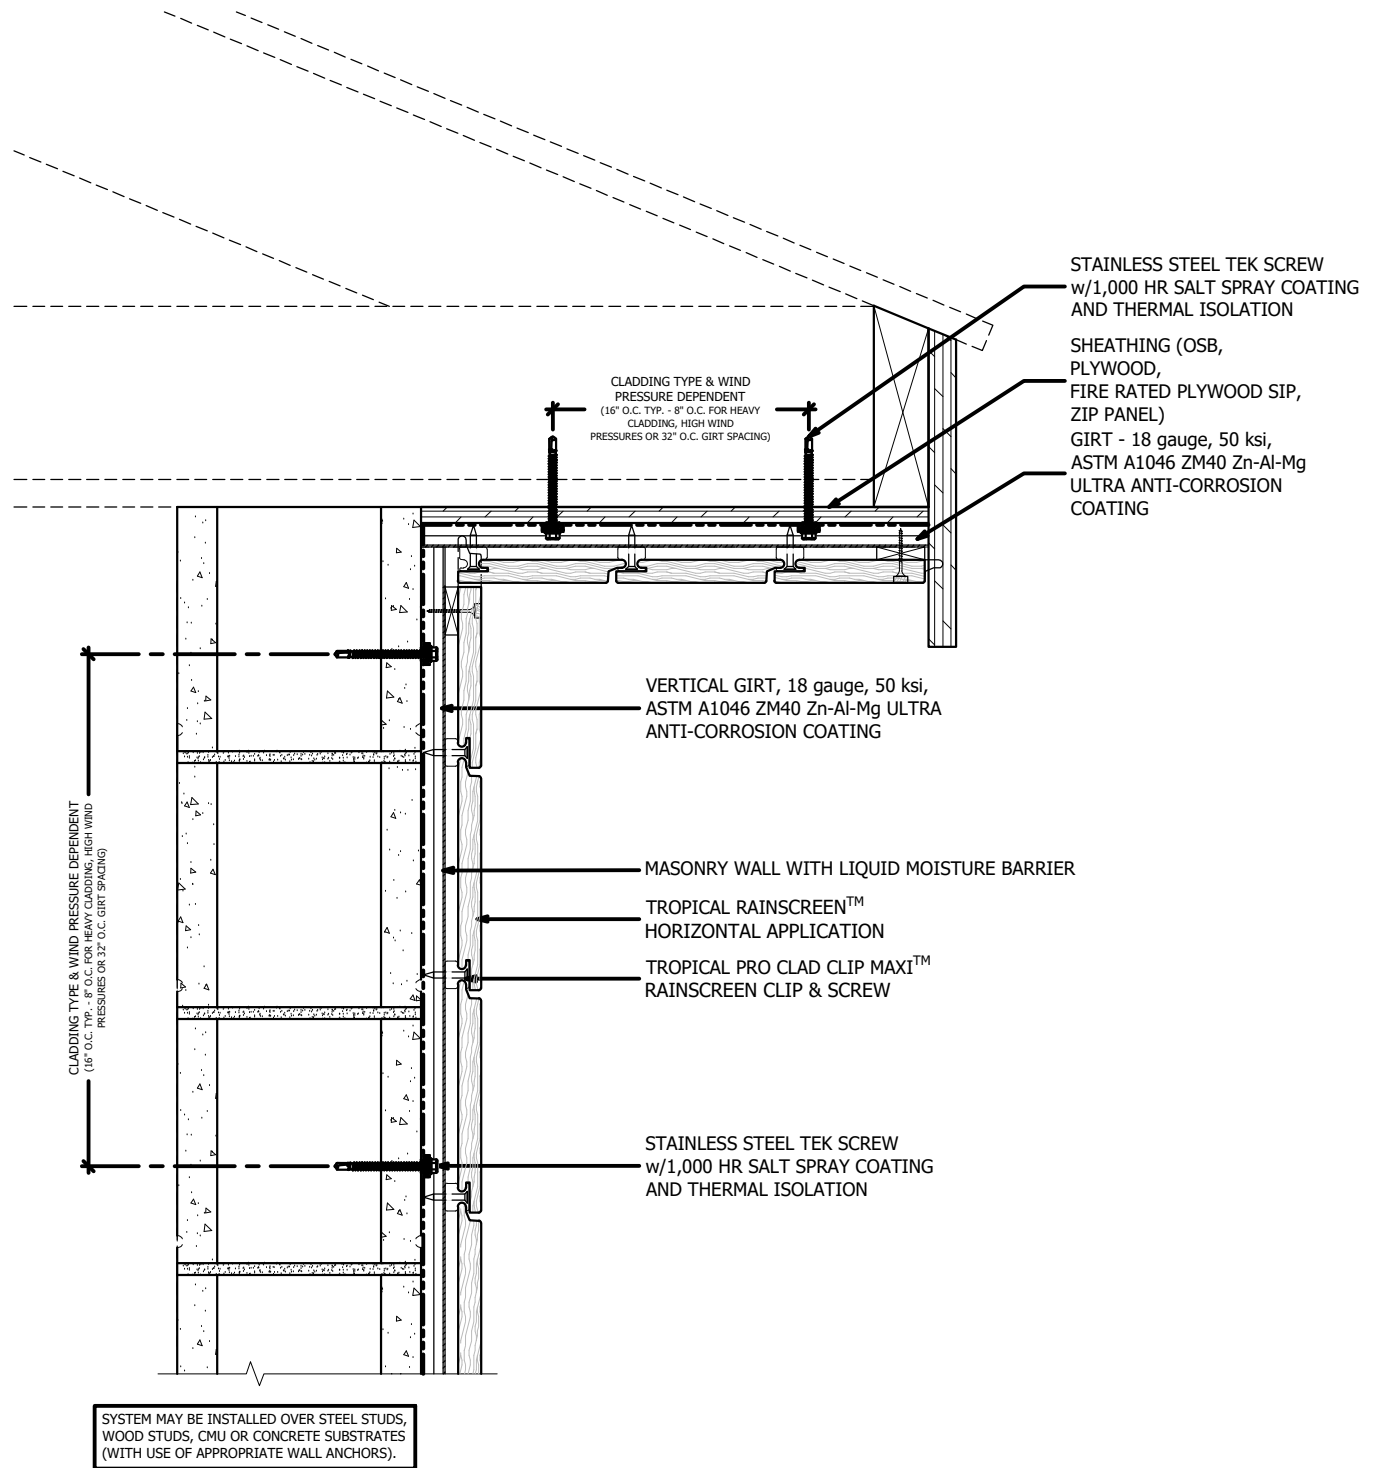 STAINLESS STEEL TEK SCREW
w/1,000 HR SALT SPRAY COATING
AND THERMAL ISOLATION
SHEATHING (OSB,
PLYWOOD,
FIRE RATED PLYWOOD SIP,
ZIP PANEL)
GIRT - 18 gauge, 50 ksi,
ASTM A1046 ZM40 Zn-Al-Mg
ULTRA ANTI-CORROSION
COATING
CLADDING TYPE & WIND
PRESSURE DEPENDENT
(16" O.C. TYP. - 8" O.C. FOR HEAVY
CLADDING, HIGH WIND
PRESSURES OR 32" O.C. GIRT SPACING)
VERTICAL GIRT, 18 gauge, 50 ksi,
ASTM A1046 ZM40 Zn-Al-Mg ULTRA
ANTI-CORROSION COATING
CLADDING TYPE & WIND PRESSURE DEPENDENT
(16" O.C. TYP. - 8" O.C. FOR HEAVY CLADDING, HIGH WIND
PRESSURES OR 32" O.C. GIRT SPACING)
MASONRY WALL WITH LIQUID MOISTURE BARRIER
TROPICAL RAINSCREEN™
HORIZONTAL APPLICATION
TROPICAL PRO CLAD CLIP MAXI™
RAINSCREEN CLIP & SCREW
STAINLESS STEEL TEK SCREW
w/1,000 HR SALT SPRAY COATING
AND THERMAL ISOLATION
SYSTEM MAY BE INSTALLED OVER STEEL STUDS,
WOOD STUDS, CMU OR CONCRETE SUBSTRATES
(WITH USE OF APPROPRIATE WALL ANCHORS).